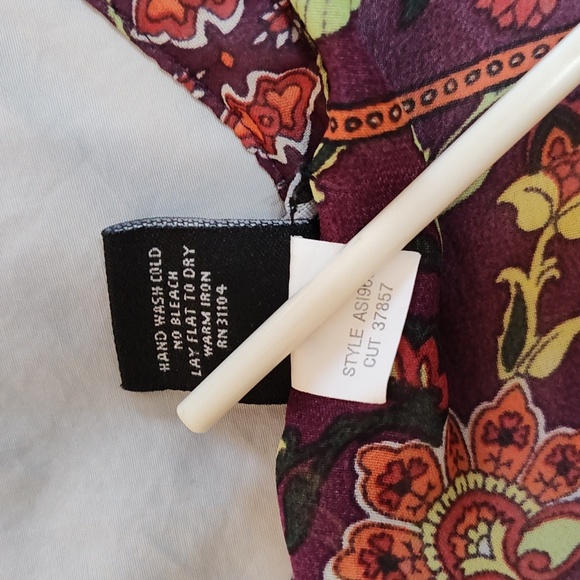 HAND WASH COLD
NO BLEACH
LAY FLAT TO DRY
WARM IRON
RN 31104
STYLE
CUT 37857